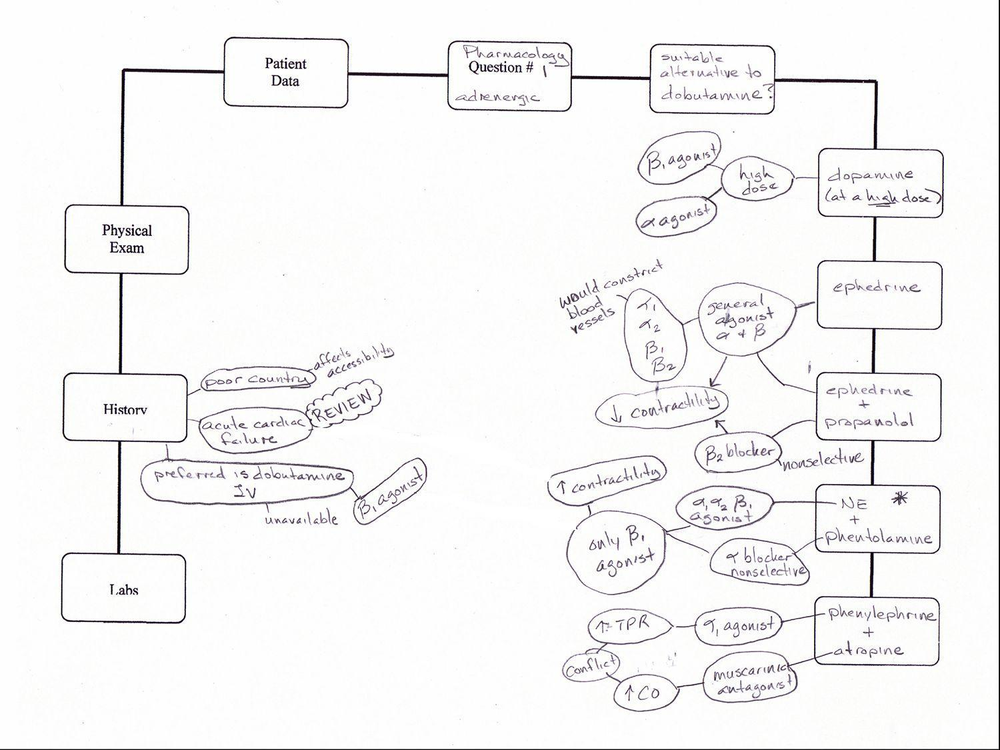 Patient
Data
Pharmacology
Question # 1
adrenergic
suitable
alternative to
dobutamine?
Physical
Exam
History
poor country
affects
accessibility
acute cardiac
failure
REVIEW
preferred is dobutamine
IV
unavailable
β₁ agonist
Labs
dopamine
(at a high dose)
high
dose
β₁ agonist
α agonist
ephedrine
general
agonist
α + β
α₁
α₂
β₁
β₂
would constrict
blood
vessels
↓ contractility
ephedrine
+
propanolol
β₂ blocker
nonselective
NE *
+
phentolamine
α₁ α₂ β₁
agonist
α blocker
nonselective
only β₁
agonist
↑ contractility
phenylephrine
+
atropine
α₁ agonist
↑ TPR
muscarinic
antagonist
↑ CO
conflict